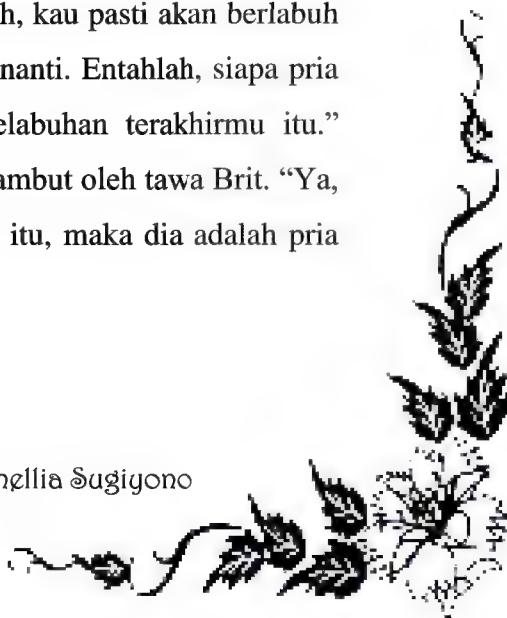 h, kau pasti akan berlabuh
nanti. Entahlah, siapa pria
elabuhan terakhirmu itu.”
ambut oleh tawa Brit. “Ya,
itu, maka dia adalah pria
nellia Sugiyono